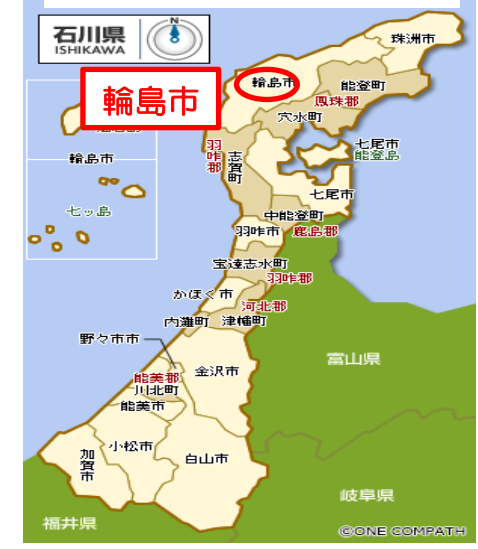 石川県
ISHIKAWA
N
珠洲市
輪島市
能登町
鳳珠郡
穴水町
輪島市
輪島市
七ッ島
羽咋郡
志賀町
七尾市
能登島
七尾市
中能登町
羽咋市
鹿島郡
宝達志水町
羽咋郡
かほく市
河北郡
内灘町
津幡町
野々市市
金沢市
富山県
能美郡
川北町
能美市
小松市
加賀市
白山市
岐阜県
福井県
©ONE COMPATH